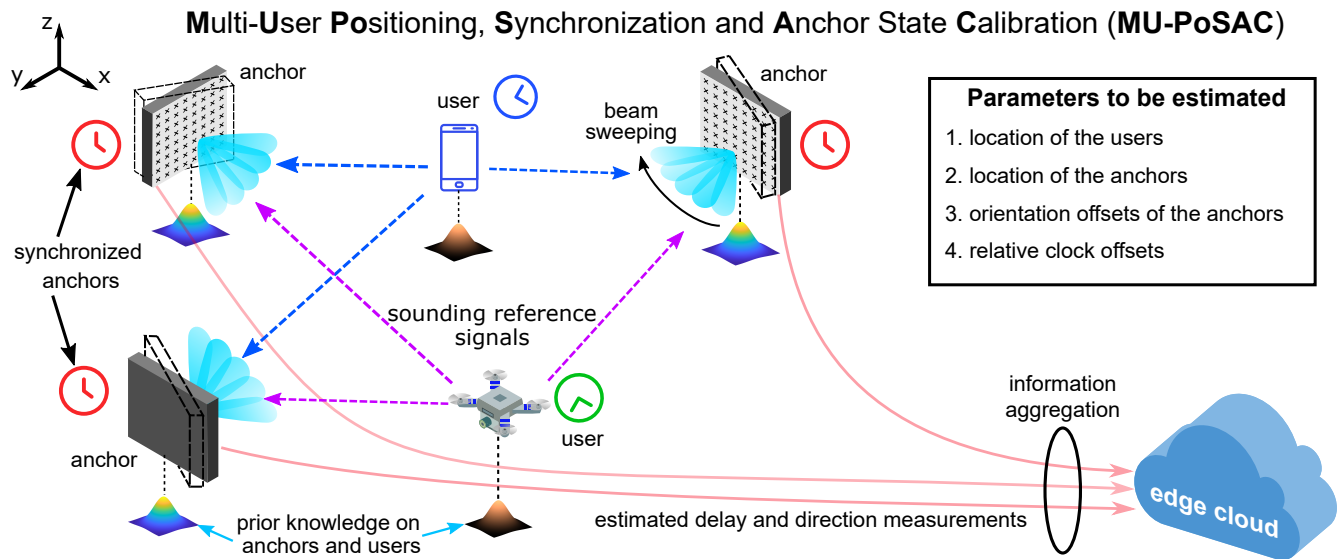 Multi-User Positioning, Synchronization and Anchor State Calibration (MU-PoSAC)
z
y
x
anchor
user
beam
sweeping
anchor
Parameters to be estimated
1. location of the users
2. location of the anchors
3. orientation offsets of the anchors
4. relative clock offsets
synchronized
anchors
sounding reference
signals
anchor
user
information
aggregation
prior knowledge on
anchors and users
estimated delay and direction measurements
edge cloud